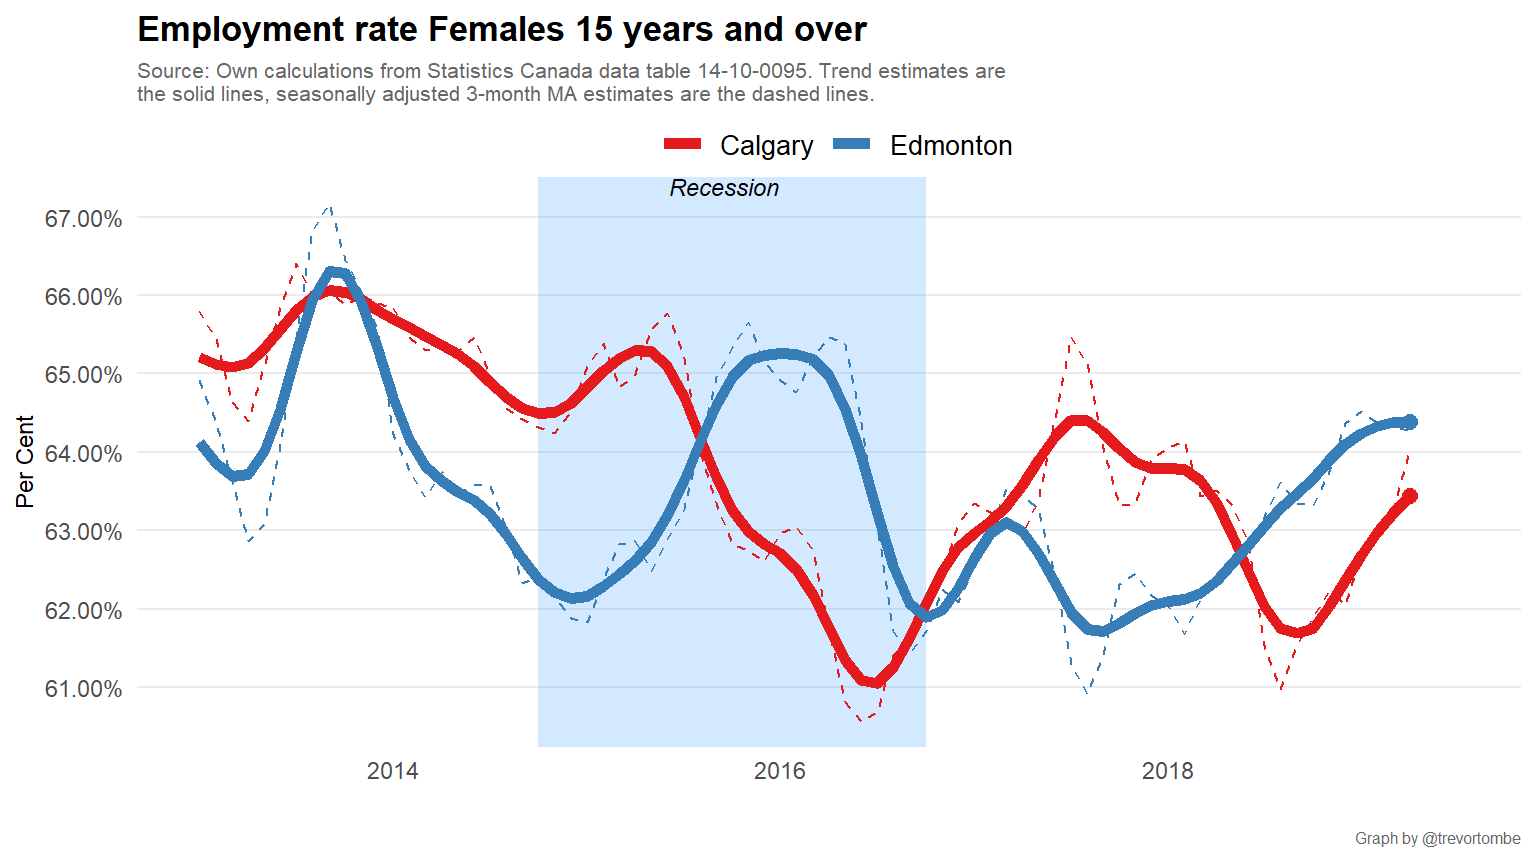 Employment rate Females 15 years and over
Source: Own calculations from Statistics Canada data table 14-10-0095. Trend estimates are
the solid lines, seasonally adjusted 3-month MA estimates are the dashed lines.
Calgary Edmonton
Recession
67.00%
66.00%
65.00%
64.00%
63.00%
62.00%
61.00%
Per Cent
2014 2016 2018
Graph by @trevortombe